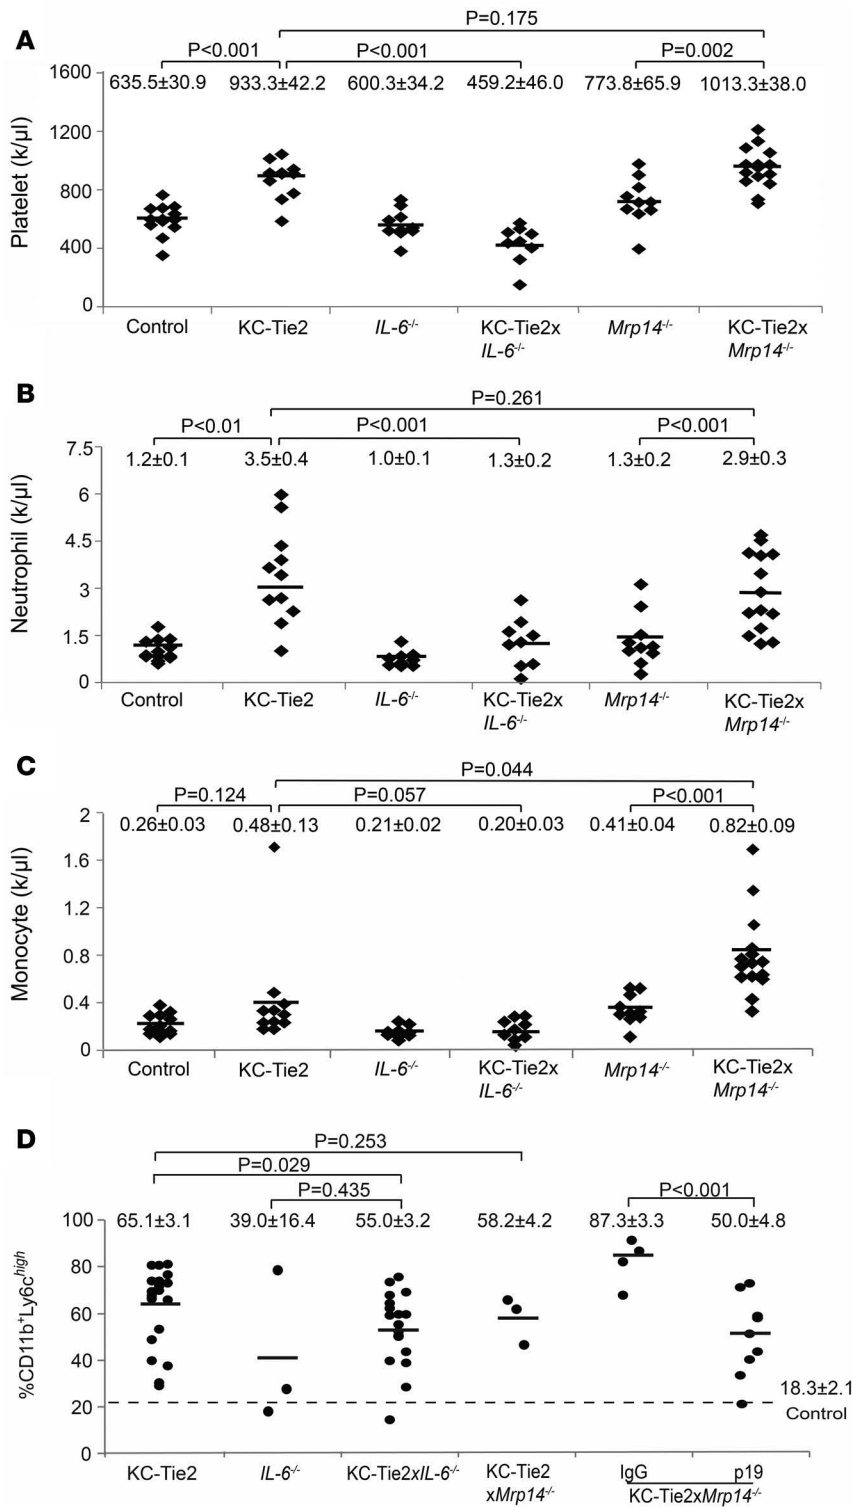 A
P=0.175
P<0.001 P<0.001 P=0.002
635.5±30.9 933.3±42.2 600.3±34.2 459.2±46.0 773.8±65.9 1013.3±38.0
Platelet (k/µl)
1600
1200
800
400
0
Control KC-Tie2 IL-6-/- KC-Tie2x Mrp14-/- KC-Tie2x
IL-6-/- Mrp14-/-
B
P=0.261
P<0.01 P<0.001 P<0.001
1.2±0.1 3.5±0.4 1.0±0.1 1.3±0.2 1.3±0.2 2.9±0.3
Neutrophil (k/µl)
7.5
6
4.5
3
1.5
0
Control KC-Tie2 IL-6-/- KC-Tie2x Mrp14-/- KC-Tie2x
IL-6-/- Mrp14-/-
C
P=0.044
P=0.124 P=0.057 P<0.001
0.26±0.03 0.48±0.13 0.21±0.02 0.20±0.03 0.41±0.04 0.82±0.09
Monocyte (k/µl)
2
1.6
1.2
0.8
0.4
0
Control KC-Tie2 IL-6-/- KC-Tie2x Mrp14-/- KC-Tie2x
IL-6-/- Mrp14-/-
D
P=0.253
P=0.029
P=0.435 P<0.001
65.1±3.1 39.0±16.4 55.0±3.2 58.2±4.2 87.3±3.3 50.0±4.8
%CD11b+Ly6chigh
100
80
60
40
20
0
18.3±2.1
Control
KC-Tie2 IL-6-/- KC-Tie2xIL-6-/- KC-Tie2 IgG p19
xMrp14-/- KC-Tie2xMrp14-/-